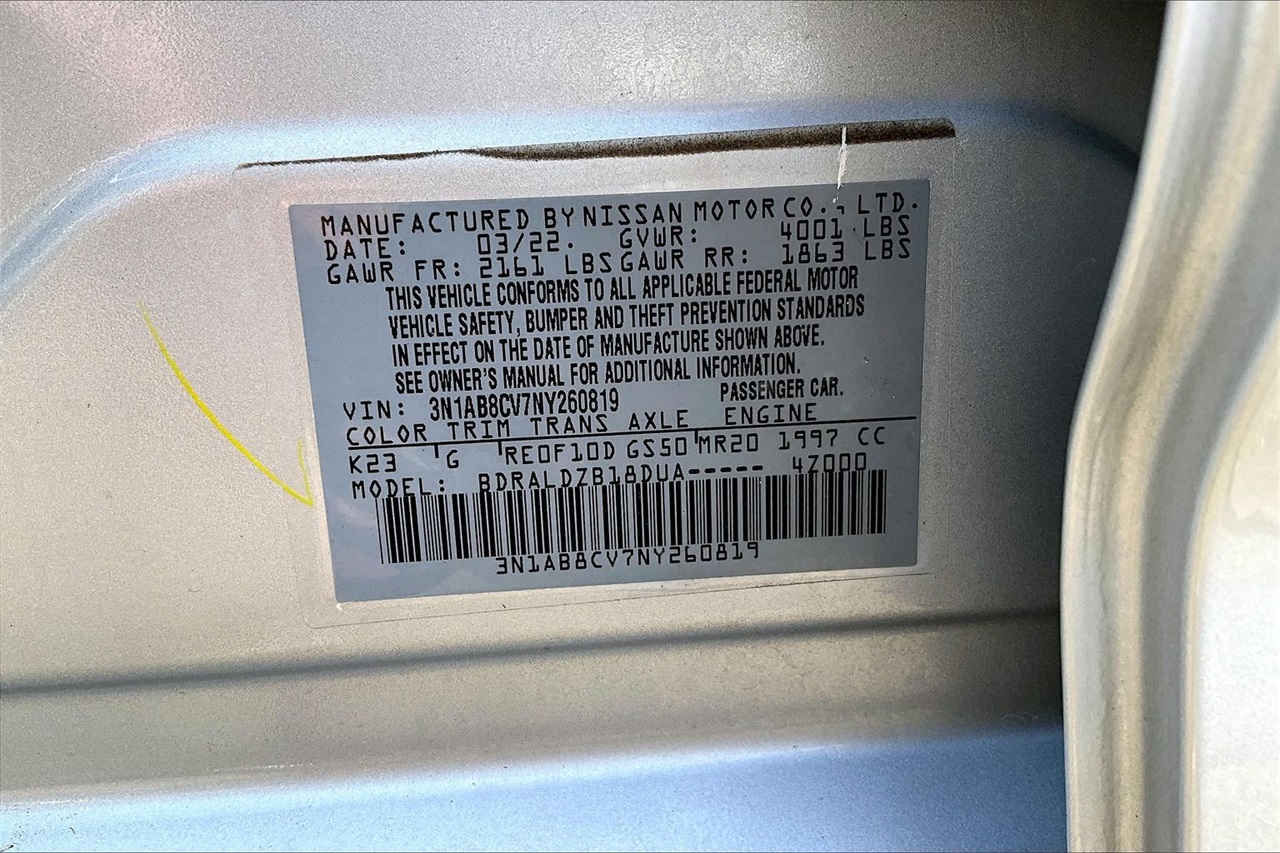 MANUFACTURED BY NISSAN MOTOR CO., LTD.
DATE: 03/22. GVWR: 4001 LBS
GAWR FR: 2161 LBS GAWR RR: 1863 LBS
THIS VEHICLE CONFORMS TO ALL APPLICABLE FEDERAL MOTOR
VEHICLE SAFETY, BUMPER AND THEFT PREVENTION STANDARDS
IN EFFECT ON THE DATE OF MANUFACTURE SHOWN ABOVE.
SEE OWNER'S MANUAL FOR ADDITIONAL INFORMATION.
VIN: 3N1AB8CV7NY260819 PASSENGER CAR.
COLOR TRIM TRANS AXLE ENGINE
K23 G RE0F10D GS50 MR20 1997 CC
MODEL: BDRALDZB18DUA----- 4Z000
3N1AB8CV7NY260819